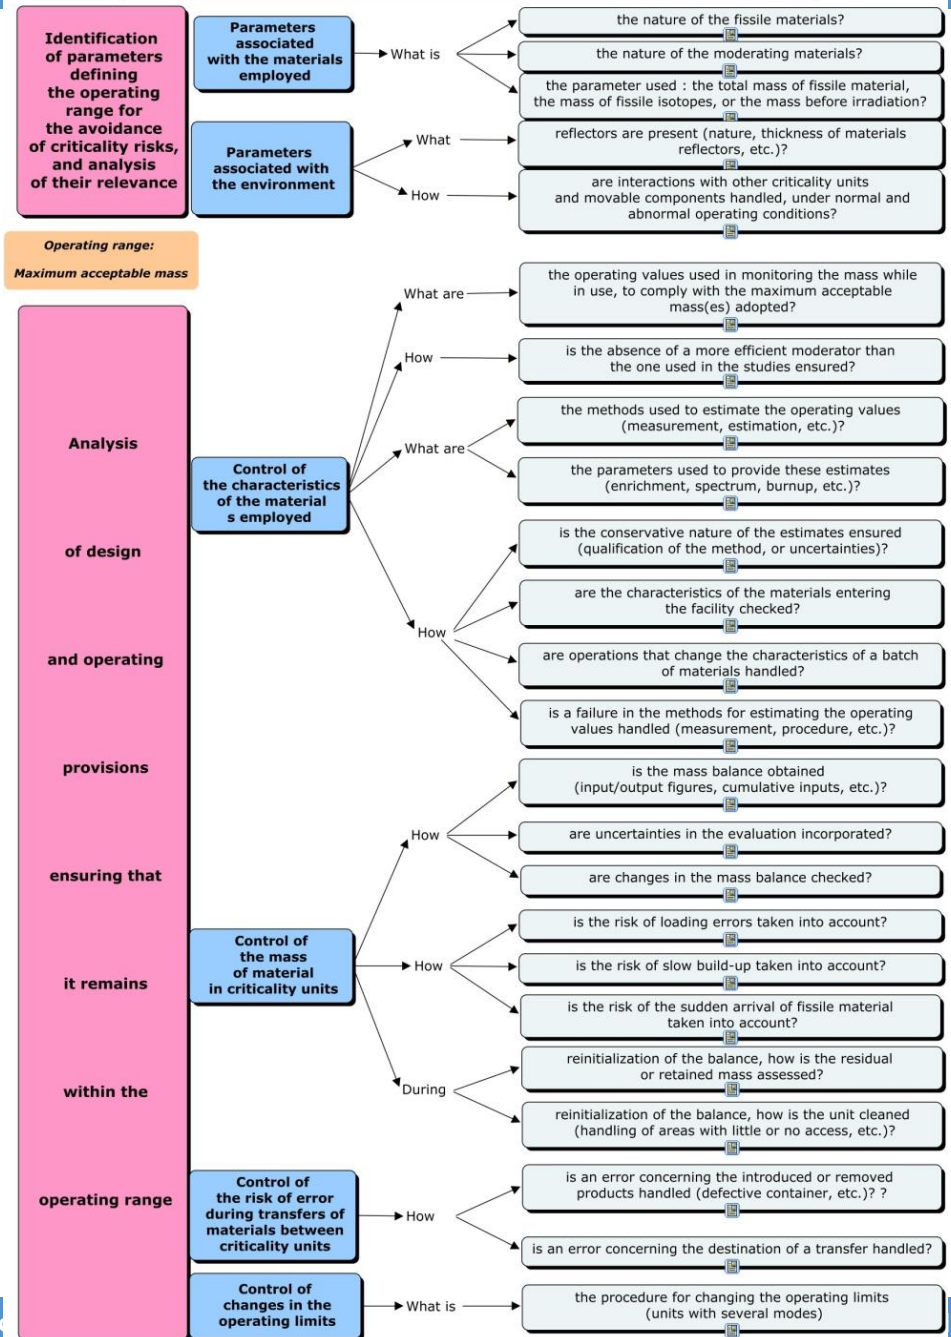 Identification
of parameters
defining
the operating
range for
the avoidance
of criticality risks,
and analysis
of their relevance
Parameters
associated
with the materials
employed
What is
the nature of the fissile materials?
the nature of the moderating materials?
the parameter used : the total mass of fissile material,
the mass of fissile isotopes, or the mass before irradiation?
Parameters
associated with
the environment
What
reflectors are present (nature, thickness of materials
reflectors, etc.)?
How
are interactions with other criticality units
and movable components handled, under normal and
abnormal operating conditions?
Operating range:
Maximum acceptable mass
Analysis
of design
and operating
provisions
ensuring that
it remains
within the
operating range
Control of
the characteristics
of the material
s employed
What are
the operating values used in monitoring the mass while
in use, to comply with the maximum acceptable
mass(es) adopted?
How
is the absence of a more efficient moderator than
the one used in the studies ensured?
What are
the methods used to estimate the operating values
(measurement, estimation, etc.)?
the parameters used to provide these estimates
(enrichment, spectrum, burnup, etc.)?
How
is the conservative nature of the estimates ensured
(qualification of the method, or uncertainties)?
are the characteristics of the materials entering
the facility checked?
are operations that change the characteristics of a batch
of materials handled?
is a failure in the methods for estimating the operating
values handled (measurement, procedure, etc.)?
Control of
the mass
of material
in criticality units
How
is the mass balance obtained
(input/output figures, cumulative inputs, etc.)?
are uncertainties in the evaluation incorporated?
are changes in the mass balance checked?
How
is the risk of loading errors taken into account?
is the risk of slow build-up taken into account?
is the risk of the sudden arrival of fissile material
taken into account?
During
reinitialization of the balance, how is the residual
or retained mass assessed?
reinitialization of the balance, how is the unit cleaned
(handling of areas with little or no access, etc.)?
Control of
the risk of error
during transfers of
materials between
criticality units
How
is an error concerning the introduced or removed
products handled (defective container, etc.)? ?
is an error concerning the destination of a transfer handled?
Control of
changes in the
operating limits
What is
the procedure for changing the operating limits
(units with several modes)